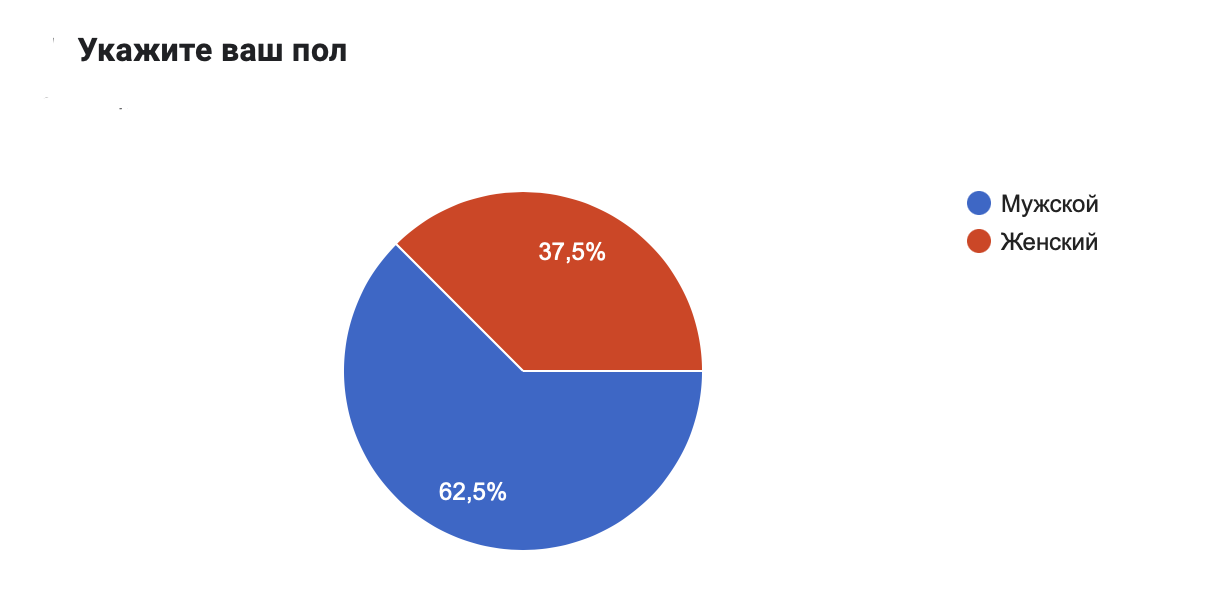 Укажите ваш пол
Мужской
Женский
37,5%
62,5%